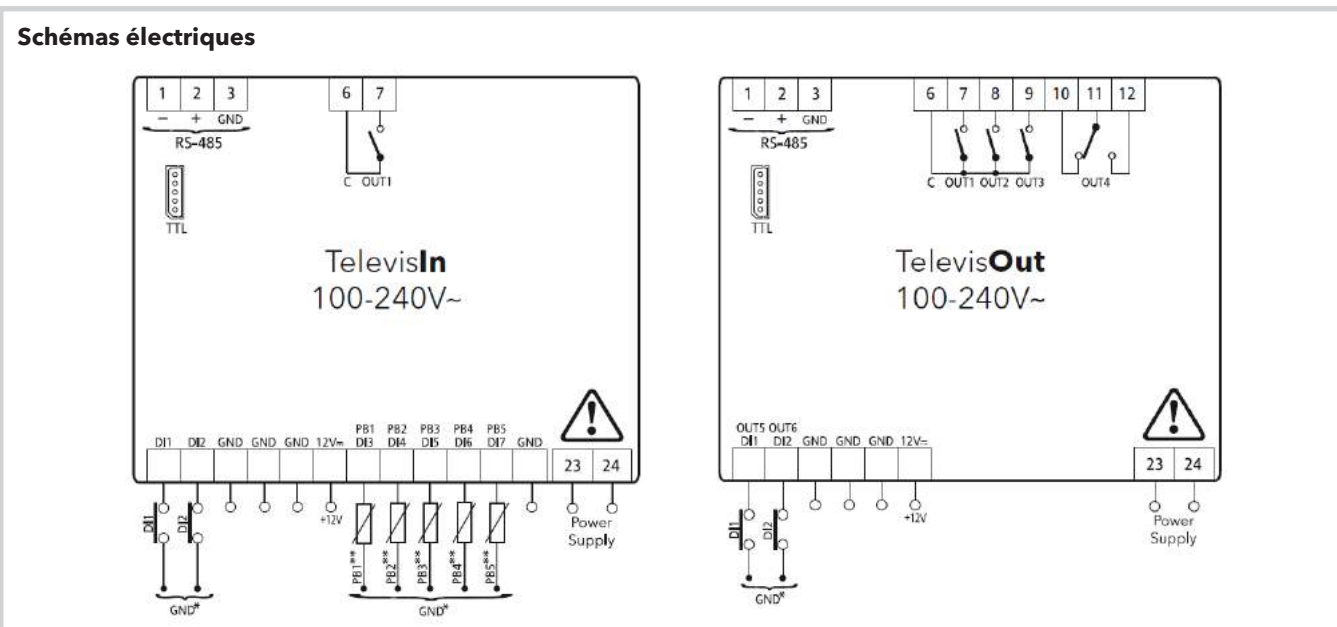 Schémas électriques
1 2 3 6 7
− + GND
RS-485
C OUT1
TTL
TelevisIn
100-240V~
PB1 PB2 PB3 PB4 PB5
DI1 DI2 GND GND GND 12V⎓ DI3 DI4 DI5 DI6 DI7 GND
23 24
DI1 DI2
+12V
Power
Supply
PB1** PB2** PB3** PB4** PB5**
GND* GND*
1 2 3 6 7 8 9 10 11 12
− + GND
RS-485
C OUT1 OUT2 OUT3 OUT4
TTL
TelevisOut
100-240V~
OUT5 OUT6
DI1 DI2 GND GND GND 12V⎓
23 24
DI1 DI2
+12V
Power
Supply
GND*